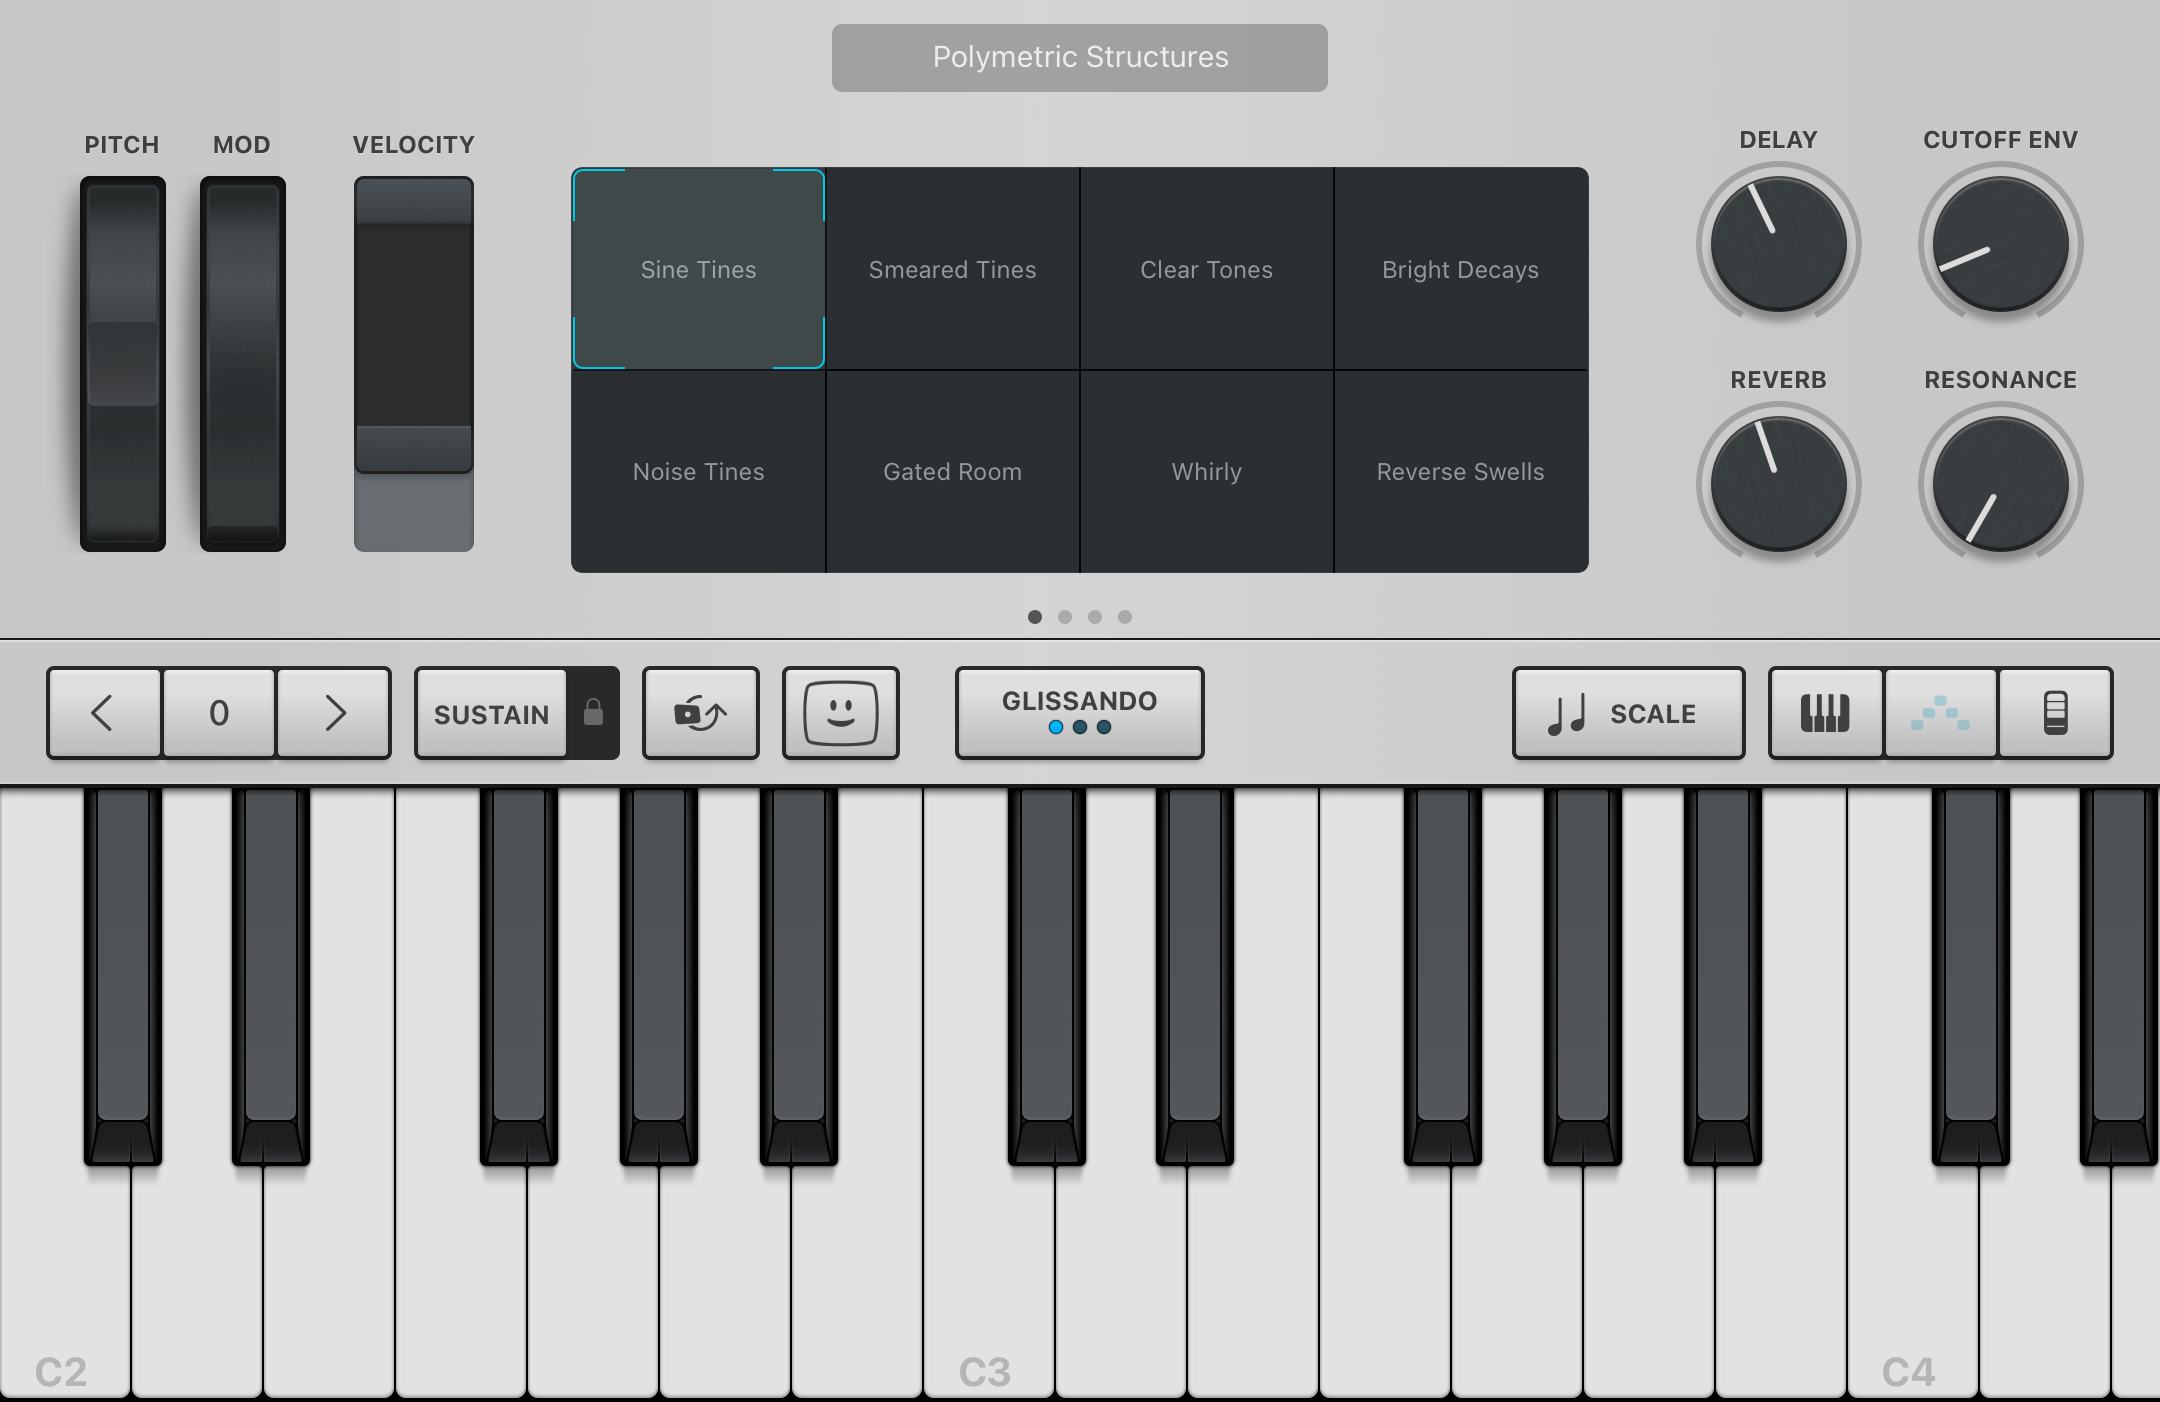 Polymetric Structures
PITCH
MOD
VELOCITY
DELAY
CUTOFF ENV
Sine Tines
Smeared Tines
Clear Tones
Bright Decays
REVERB
RESONANCE
Noise Tines
Gated Room
Whirly
Reverse Swells
0
SUSTAIN
GLISSANDO
SCALE
C2
C3
C4